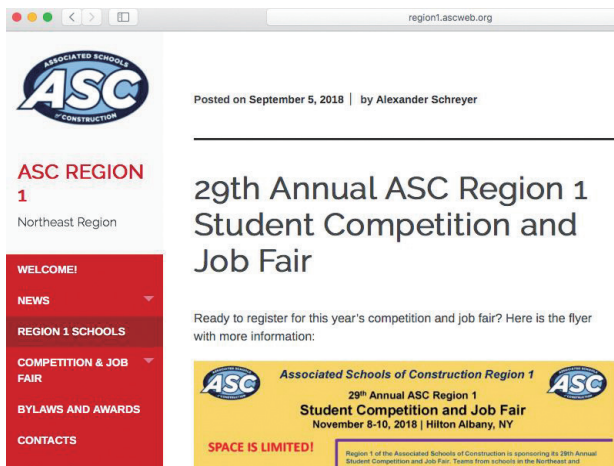 region1.ascweb.org
ASSOCIATED SCHOOLS
ASC
of CONSTRUCTION
ASC REGION
1
Northeast Region
WELCOME!
NEWS
REGION 1 SCHOOLS
COMPETITION & JOB
FAIR
BYLAWS AND AWARDS
CONTACTS
Posted on September 5, 2018 | by Alexander Schreyer
29th Annual ASC Region 1
Student Competition and
Job Fair
Ready to register for this year's competition and job fair? Here is the flyer
with more information:
ASC
Associated Schools of Construction Region 1
ASC
29th Annual ASC Region 1
Student Competition and Job Fair
November 8-10, 2018 | Hilton Albany, NY
SPACE IS LIMITED!
Region 1 of the Associated Schools of Construction is sponsoring its 29th Annual
Student Competition and Job Fair. Teams from schools in the Northeast and